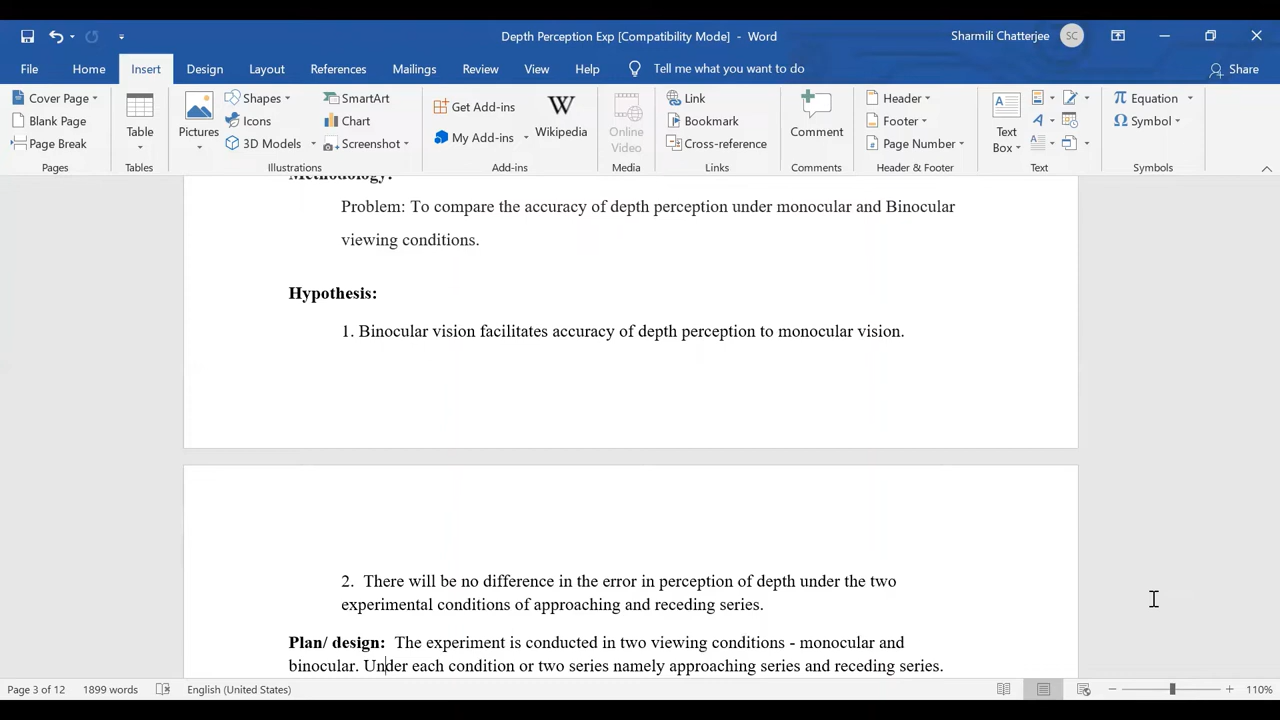 Depth Perception Exp [Compatibility Mode] - Word
Sharmili Chatterjee SC
File Home Insert Design Layout References Mailings Review View Help Tell me what you want to do Share
Cover Page
Blank Page
Page Break
Pages
Table
Tables
Pictures
Shapes
Icons
3D Models
SmartArt
Chart
Screenshot
Illustrations
Get Add-ins
My Add-ins
Wikipedia
Add-ins
Online
Video
Media
Link
Bookmark
Cross-reference
Links
Comment
Comments
Header
Footer
Page Number
Header & Footer
Text
Box
Text
Equation
Symbol
Symbols
Methodology:
Problem: To compare the accuracy of depth perception under monocular and Binocular
viewing conditions.
Hypothesis:
1. Binocular vision facilitates accuracy of depth perception to monocular vision.
2. There will be no difference in the error in perception of depth under the two
experimental conditions of approaching and receding series.
Plan/ design: The experiment is conducted in two viewing conditions - monocular and
binocular. Under each condition or two series namely approaching series and receding series.
Page 3 of 12 1899 words English (United States) 110%